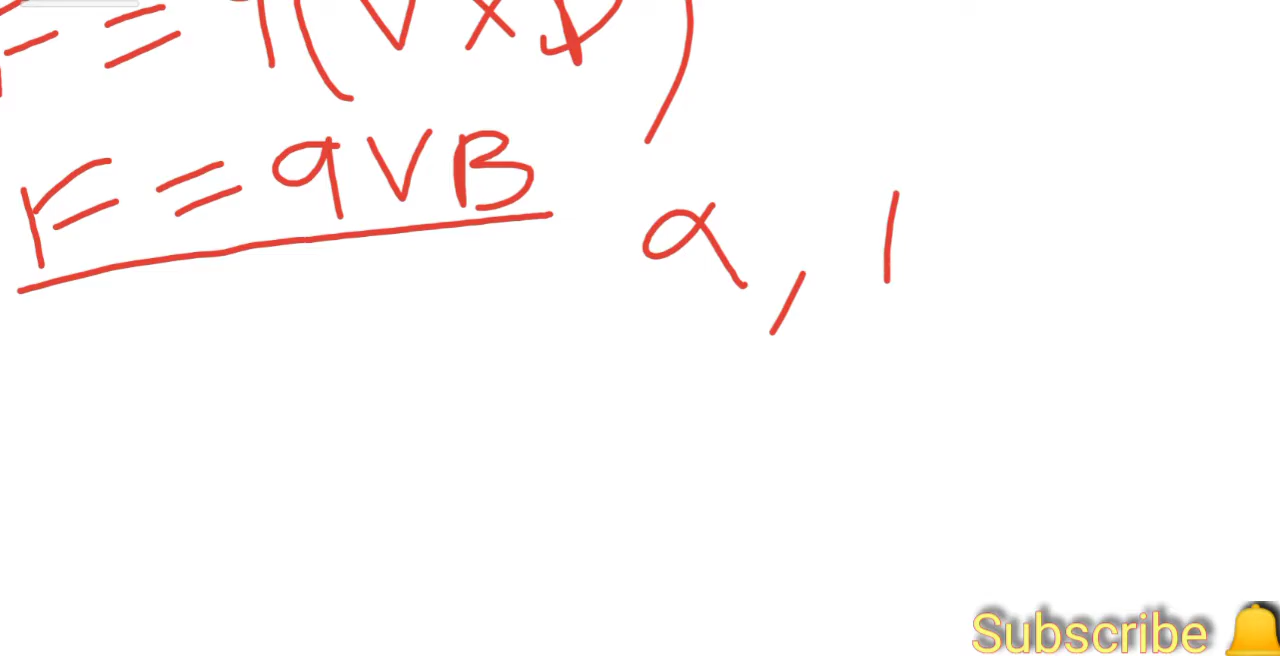 F = q(V x B)
F = qVB
α, |
Subscribe